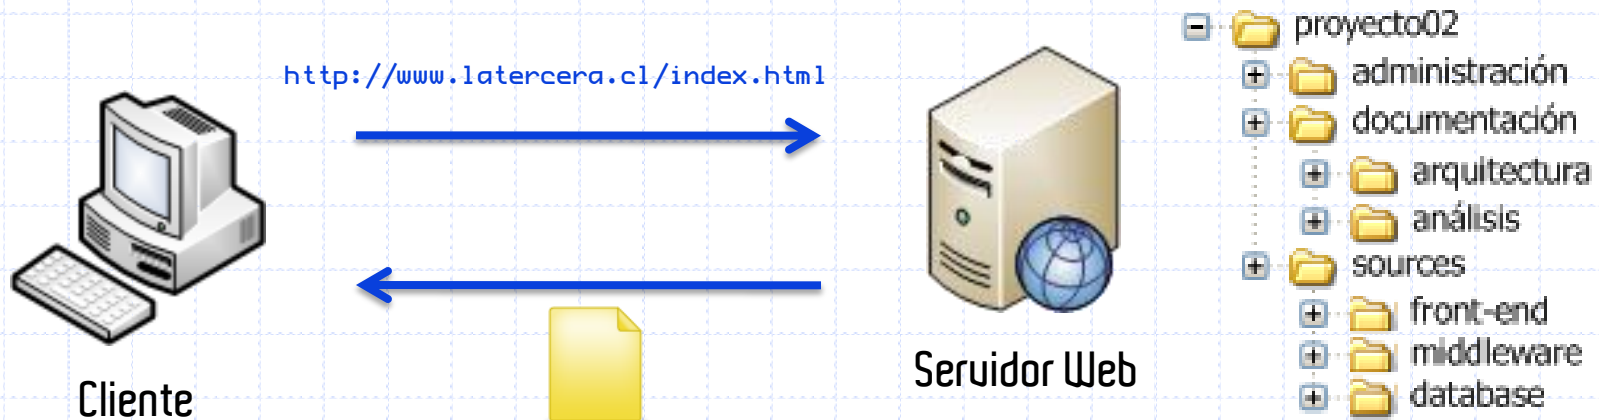 http://www.latercera.cl/index.html
Cliente
Servidor Web
proyecto02
administración
documentación
arquitectura
análisis
sources
front-end
middleware
database